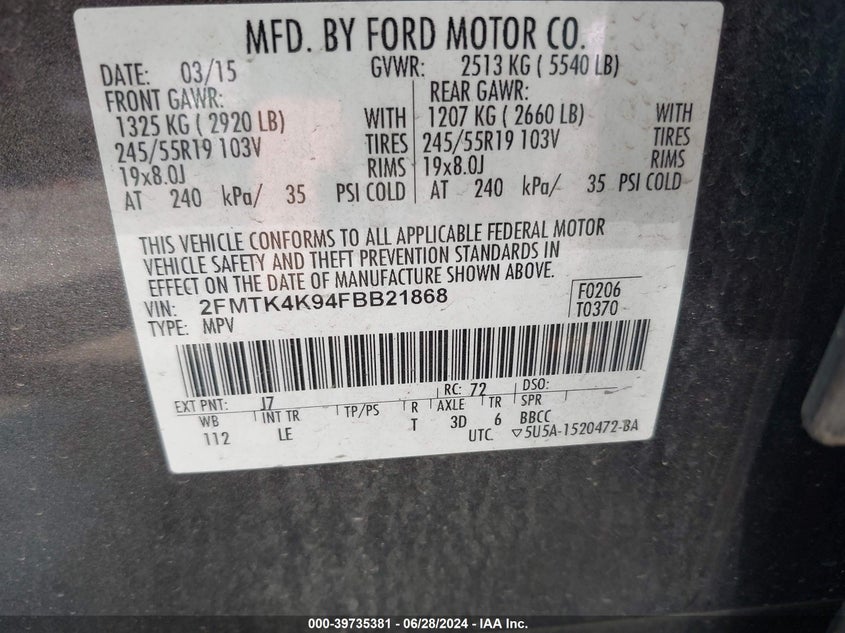 MFD. BY FORD MOTOR CO.
DATE: 03/15 GVWR: 2513 KG ( 5540 LB)
FRONT GAWR: REAR GAWR:
1325 KG ( 2920 LB) WITH 1207 KG ( 2660 LB) WITH
245/55R19 103V TIRES 245/55R19 103V TIRES
19x8.0J RIMS 19x8.0J RIMS
AT 240 kPa/ 35 PSI COLD AT 240 kPa/ 35 PSI COLD
THIS VEHICLE CONFORMS TO ALL APPLICABLE FEDERAL MOTOR
VEHICLE SAFETY AND THEFT PREVENTION STANDARDS IN
EFFECT ON THE DATE OF MANUFACTURE SHOWN ABOVE.
VIN: 2FMTK4K94FBB21868 F0206
TYPE: MPV T0370
EXT PNT: J7 RC: 72 DSO:
WB INT TR TP/PS R AXLE TR SPR
112 LE T 3D 6 BBCC
UTC ▽5U5A-1520472-BA
000-39735381 - 06/28/2024 - IAA Inc.